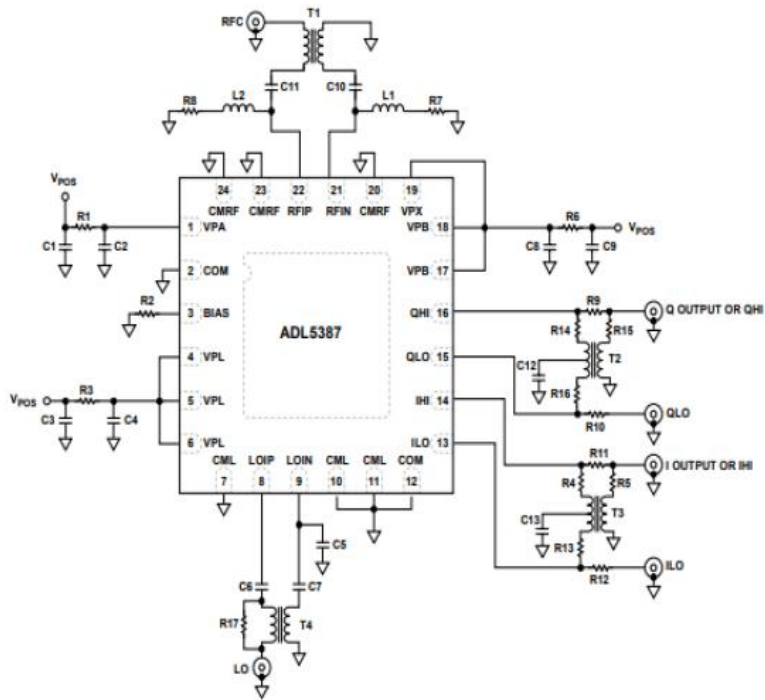 RFC
T1
C11
C10
R8
L2
L1
R7
24
23
22
21
20
19
CMRF
CMRF
RFIP
RFIN
CMRF
VPX
VPOS
R1
C1
C2
1 VPA
2 COM
R2
3 BIAS
4 VPL
VPOS
R3
5 VPL
C3
C4
6 VPL
ADL5387
VPB 18
R6
VPOS
C8
C9
VPB 17
QHI 16
R9
Q OUTPUT OR QHI
R14
R15
QLO 15
C12
T2
R16
IHI 14
R10
QLO
ILO 13
R11
I OUTPUT OR IHI
R4
R5
C13
T3
R13
R12
ILO
CML
LOIP
LOIN
CML
CML
COM
7
8
9
10
11
12
C5
C6
C7
R17
T4
LO